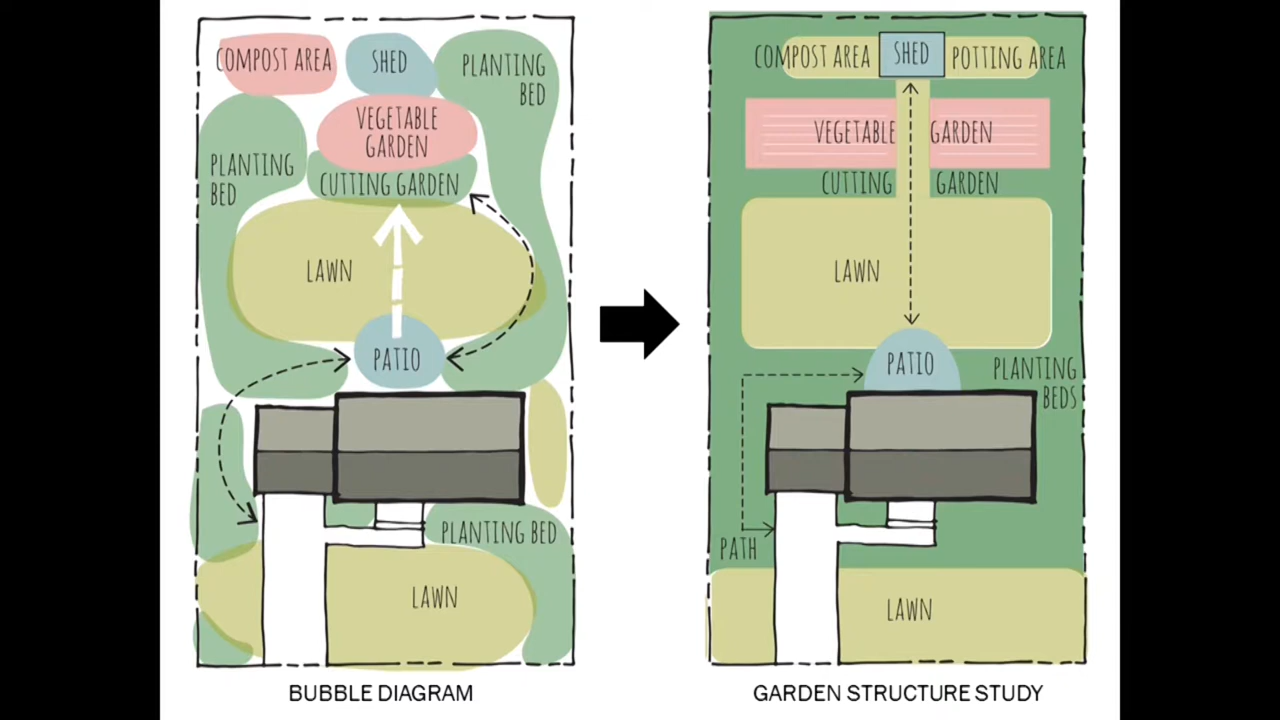 COMPOST AREA
SHED
PLANTING
BED
VEGETABLE
GARDEN
PLANTING
BED
CUTTING GARDEN
LAWN
PATIO
PLANTING BED
LAWN
BUBBLE DIAGRAM
COMPOST AREA
SHED
POTTING AREA
VEGETABLE GARDEN
CUTTING GARDEN
LAWN
PATIO
PLANTING
BEDS
PATH
LAWN
GARDEN STRUCTURE STUDY